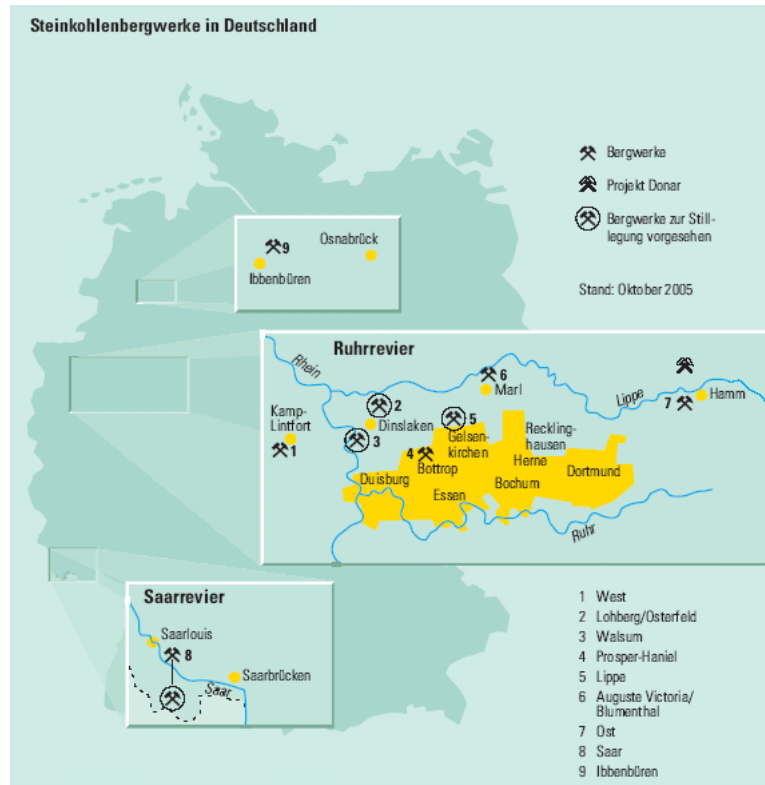 Steinkohlenbergwerke in Deutschland
Bergwerke
Projekt Donar
Bergwerke zur Still-
legung vorgesehen
Stand: Oktober 2005
9
Osnabrück
Ibbenbüren
Ruhrrevier
Rhein
6
Marl
Lippe
7
Hamm
Kamp-
Lintfort
1
2
Dinslaken
3
5
Gelsen-
kirchen
Reckling-
hausen
4
Bottrop
Herne
Duisburg
Dortmund
Bochum
Essen
Ruhr
Saarrevier
Saarlouis
8
Saarbrücken
Saar
1 West
2 Lohberg/Osterfeld
3 Walsum
4 Prosper-Haniel
5 Lippe
6 Auguste Victoria/
Blumenthal
7 Ost
8 Saar
9 Ibbenbüren